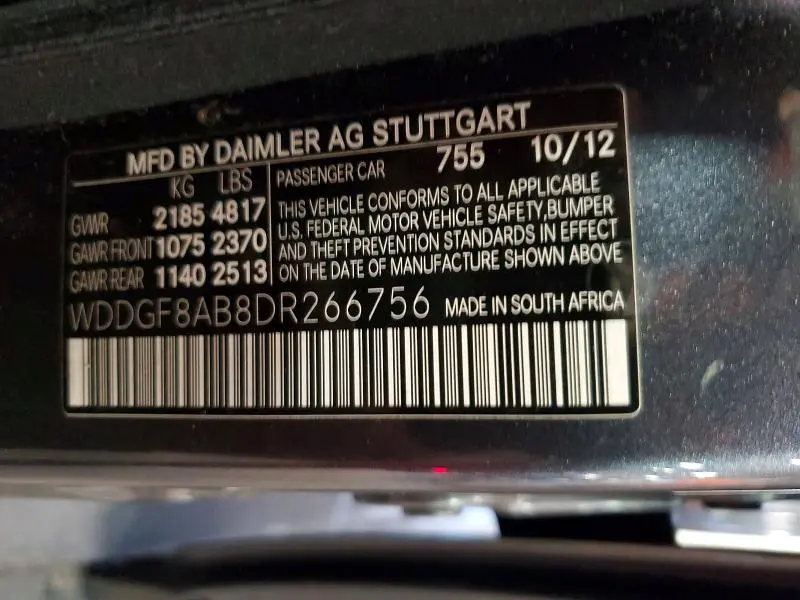 MFD BY DAIMLER AG STUTTGART
KG LBS
GVWR 2185 4817
GAWR FRONT 1075 2370
GAWR REAR 1140 2513
PASSENGER CAR 755 10/12
THIS VEHICLE CONFORMS TO ALL APPLICABLE
U.S. FEDERAL MOTOR VEHICLE SAFETY,BUMPER
AND THEFT PREVENTION STANDARDS IN EFFECT
ON THE DATE OF MANUFACTURE SHOWN ABOVE
WDDGF8AB8DR266756 MADE IN SOUTH AFRICA